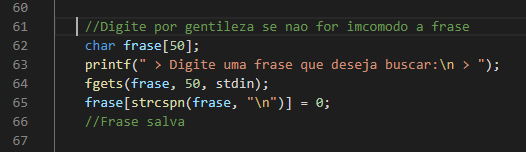 60
61 //Digite por gentileza se nao for imcomodo a frase
62 char frase[50];
63 printf(" > Digite uma frase que deseja buscar:\n > ");
64 fgets(frase, 50, stdin);
65 frase[strcspn(frase, "\n")] = 0;
66 //Frase salva
67